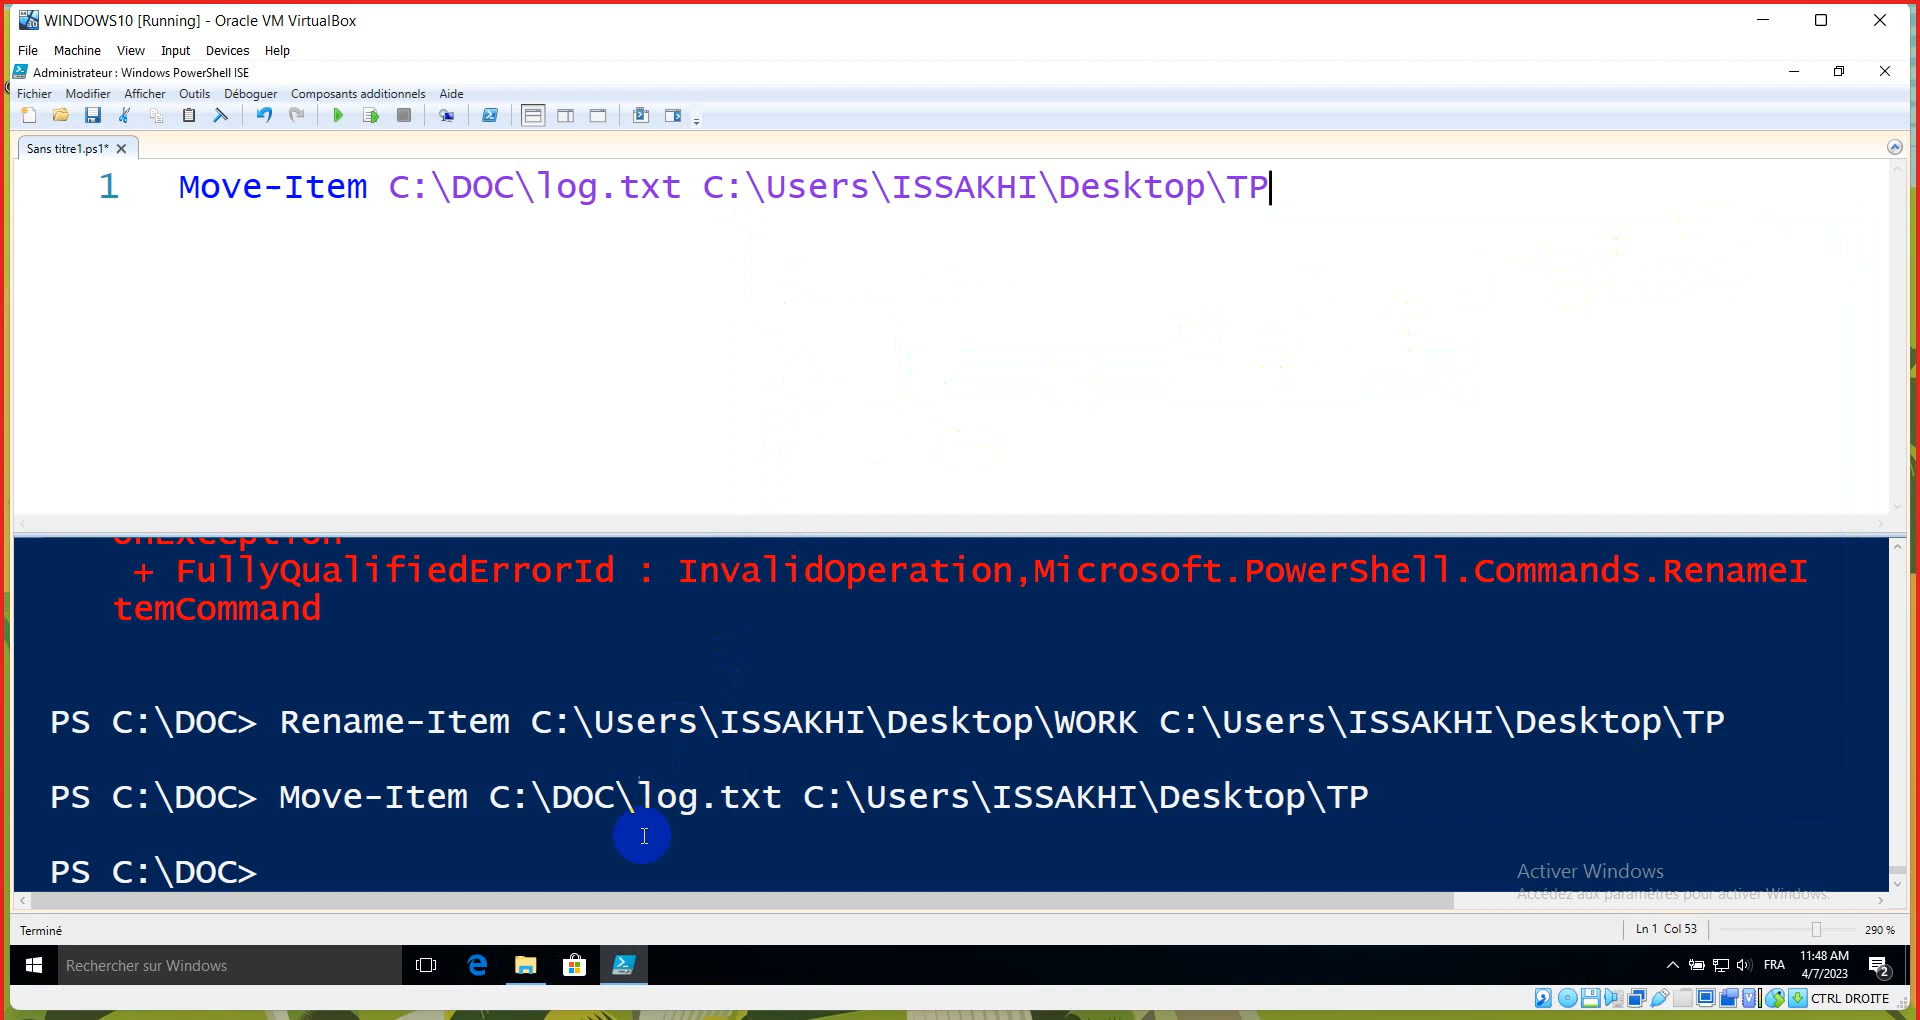 WINDOWS10 [Running] - Oracle VM VirtualBox
File Machine View Input Devices Help
Administrateur : Windows PowerShell ISE
Fichier Modifier Afficher Outils Déboguer Composants additionnels Aide
Sans titre1.ps1*
1 Move-Item C:\DOC\log.txt C:\Users\ISSAKHI\Desktop\TP
onException
+ FullyQualifiedErrorId : InvalidOperation,Microsoft.PowerShell.Commands.RenameI
temCommand
PS C:\DOC> Rename-Item C:\Users\ISSAKHI\Desktop\WORK C:\Users\ISSAKHI\Desktop\TP
PS C:\DOC> Move-Item C:\DOC\log.txt C:\Users\ISSAKHI\Desktop\TP
PS C:\DOC>
Activer Windows
Accédez aux paramètres pour activer Windows.
Terminé
Ln 1 Col 53
290 %
Rechercher sur Windows
FRA
11:48 AM
4/7/2023
2
CTRL DROITE